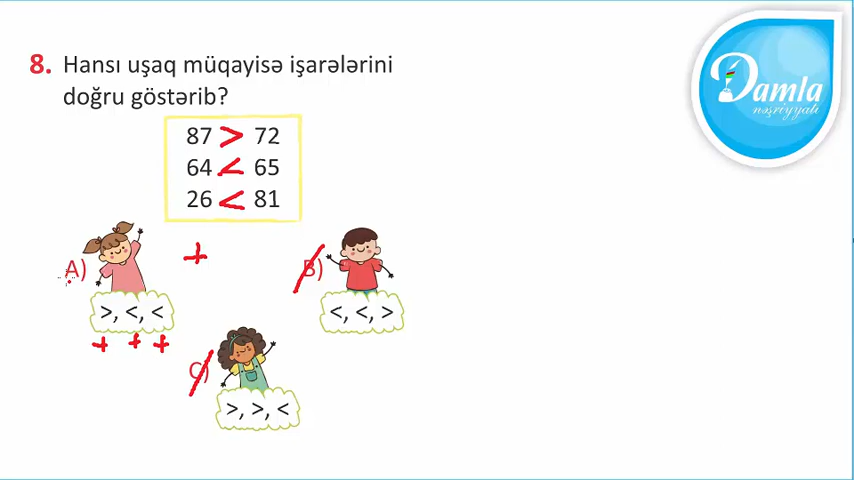 8. Hansı uşaq müqayisə işarələrini
doğru göstərib?
87 > 72
64 < 65
26 < 81
A)
+
B)
>, <, <
<, <, >
+ + +
C)
>, >, <
Damla
nəşriyyatı